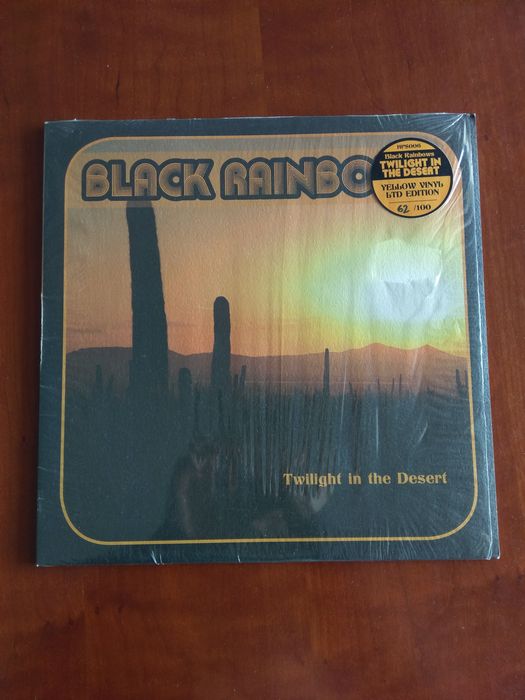 BLACK RAINBO
HPS006
Black Rainbows
TWILIGHT IN
THE DESERT
YELLOW VINYL
LTD EDITION
62 /100
Twilight in the Desert